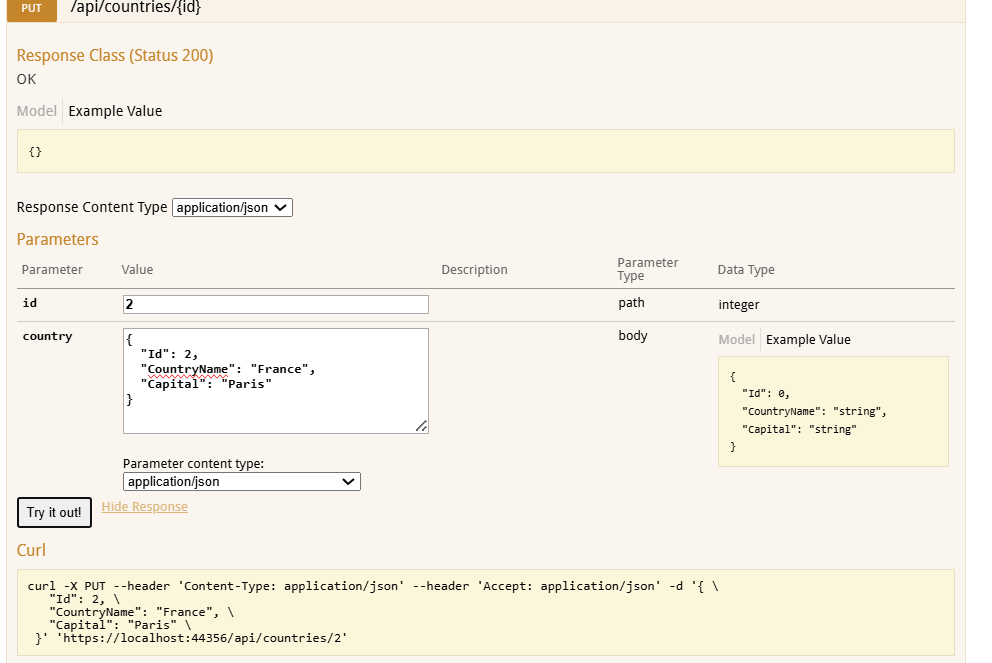 PUT /api/countries/{id}
Response Class (Status 200)
OK
Model Example Value
{}
Response Content Type application/json
Parameters
Parameter Value Description Parameter Type Data Type
id 2 path integer
country
{
"Id": 2,
"CountryName": "France",
"Capital": "Paris"
}
Parameter content type:
application/json
body
Model Example Value
{
"Id": 0,
"CountryName": "string",
"Capital": "string"
}
Try it out! Hide Response
Curl
curl -X PUT --header 'Content-Type: application/json' --header 'Accept: application/json' -d '{ \
"Id": 2, \
"CountryName": "France", \
"Capital": "Paris" \
}' 'https://localhost:44356/api/countries/2'